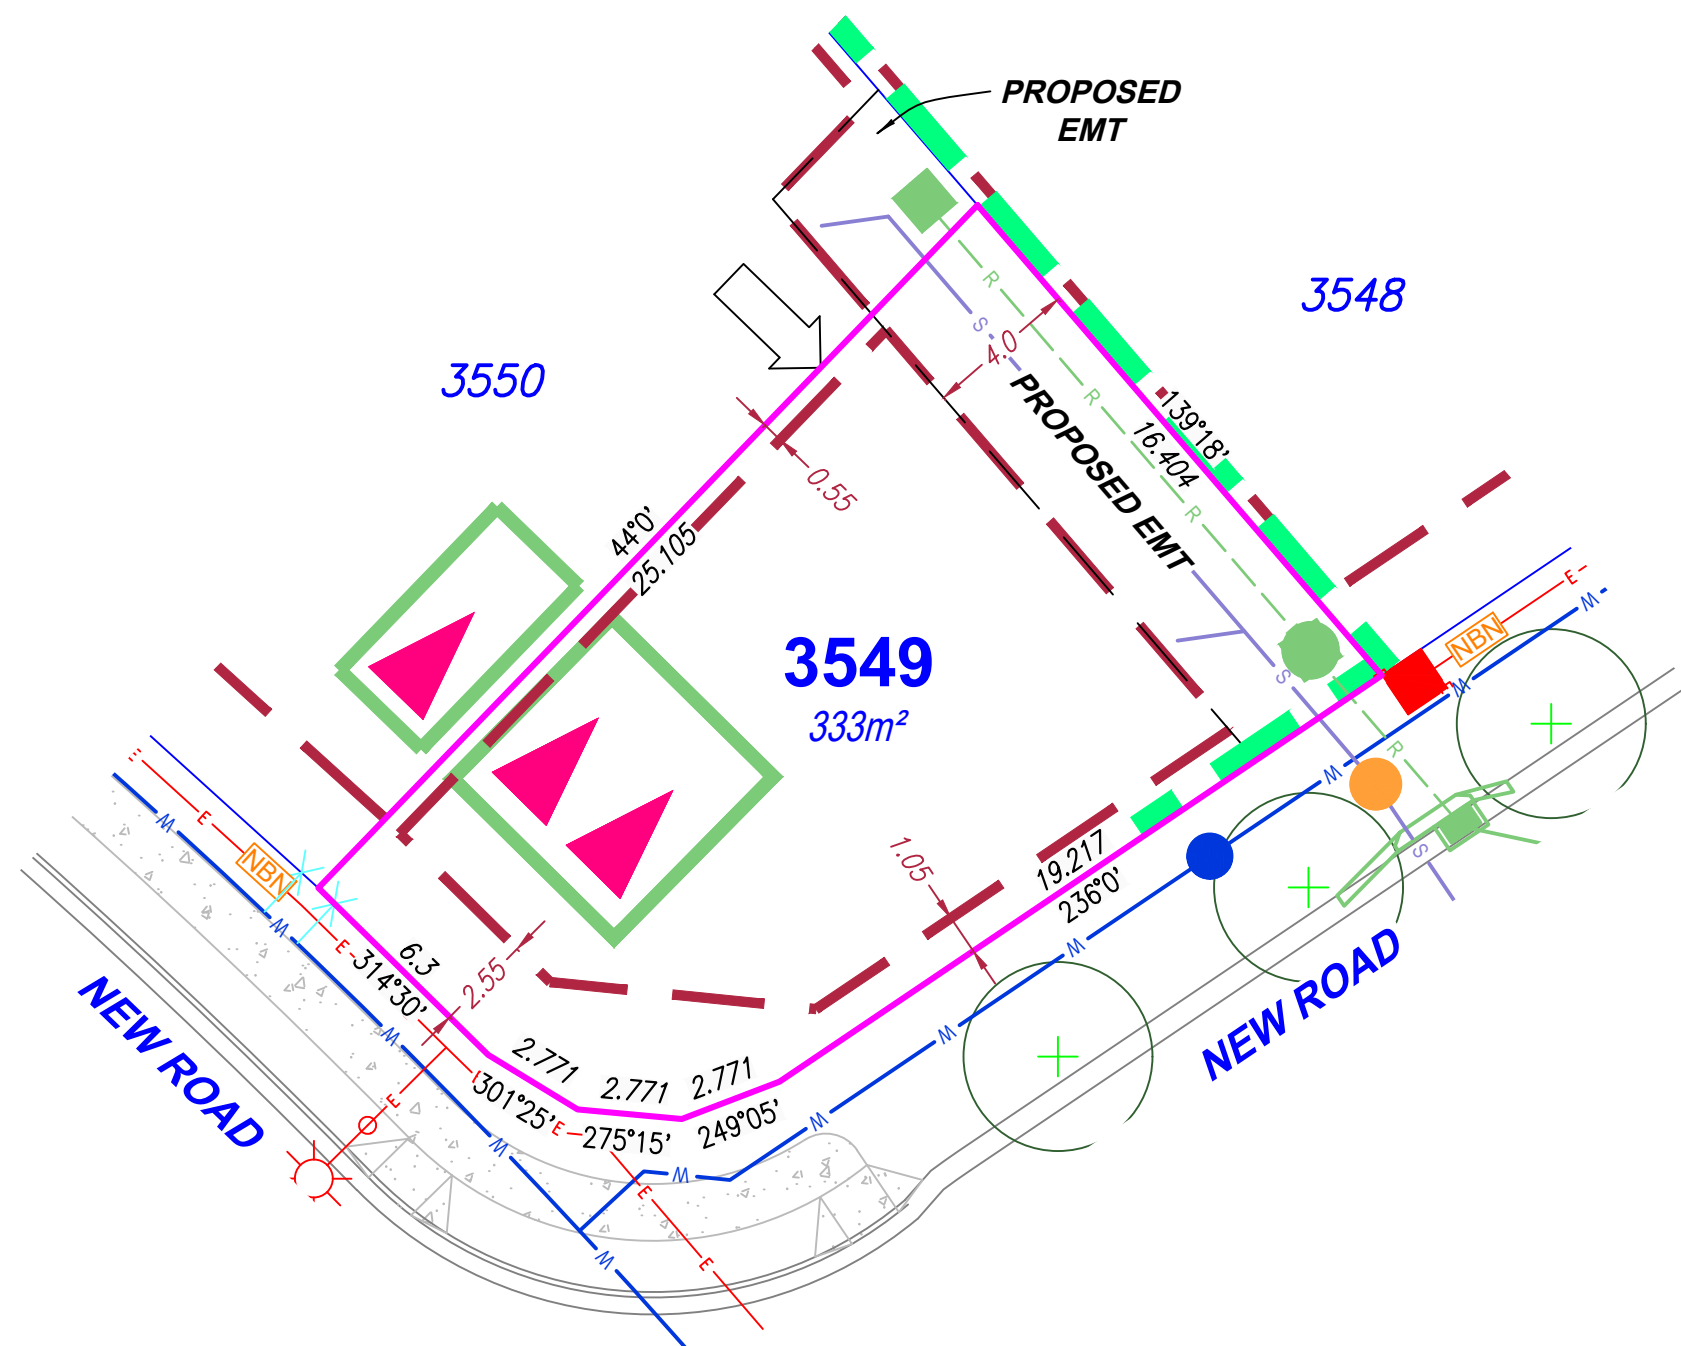 PROPOSED
EMT
3548
3550
R
S
4.0
R
139°18'
16.404
PROPOSED EMT
0.55
44°0'
25.105
R
3549
333m²
E
W
NBN
S
W
R
W
E
W
E
NBN
W
E
1.05
19.217
236°0'
S
W
W
W
6.3
314°30'
2.55
NEW ROAD
NEW ROAD
W
E
2.771
2.771
2.771
301°25'
E
275°15'
249°05'
W
W
W
E
W
E